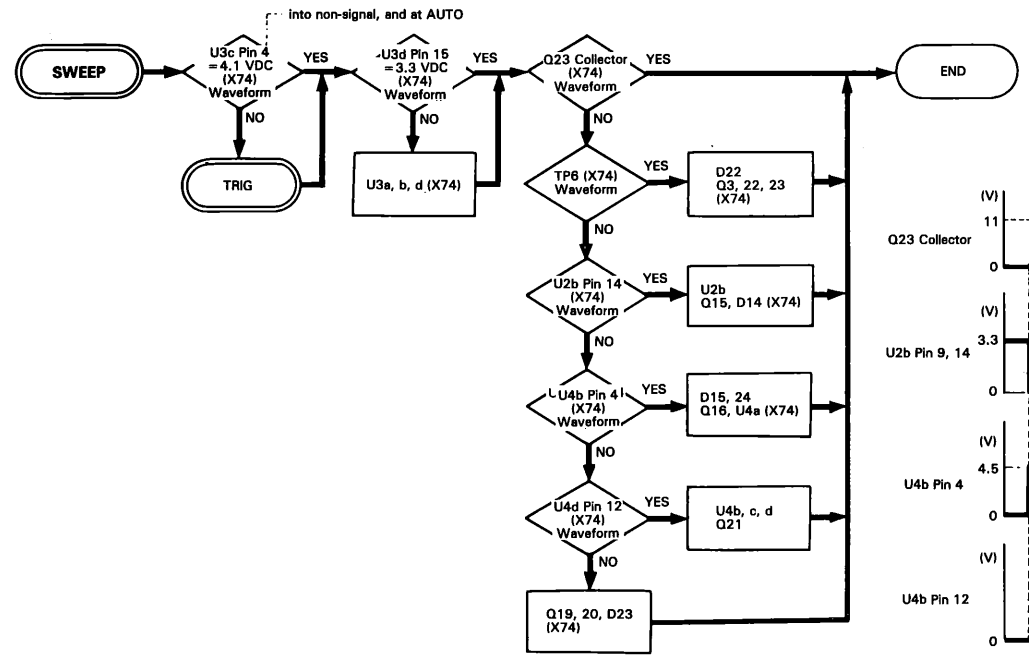 into non-signal, and at AUTO
SWEEP
U3c Pin 4
= 4.1 VDC
(X74)
Waveform
YES
NO
TRIG
U3d Pin 15
= 3.3 VDC
(X74)
Waveform
YES
NO
U3a, b, d (X74)
Q23 Collector
(X74)
Waveform
YES
NO
END
TP6 (X74)
Waveform
YES
NO
D22
Q3, 22, 23
(X74)
U2b Pin 14
(X74)
Waveform
YES
NO
U2b
Q15, D14 (X74)
U4b Pin 4
(X74)
Waveform
YES
NO
D15, 24
Q16, U4a (X74)
U4d Pin 12
(X74)
Waveform
YES
NO
U4b, c, d
Q21
Q19, 20, D23
(X74)
(V)
11
Q23 Collector
0
(V)
3.3
U2b Pin 9, 14
0
(V)
4.5
U4b Pin 4
0
(V)
U4b Pin 12
0